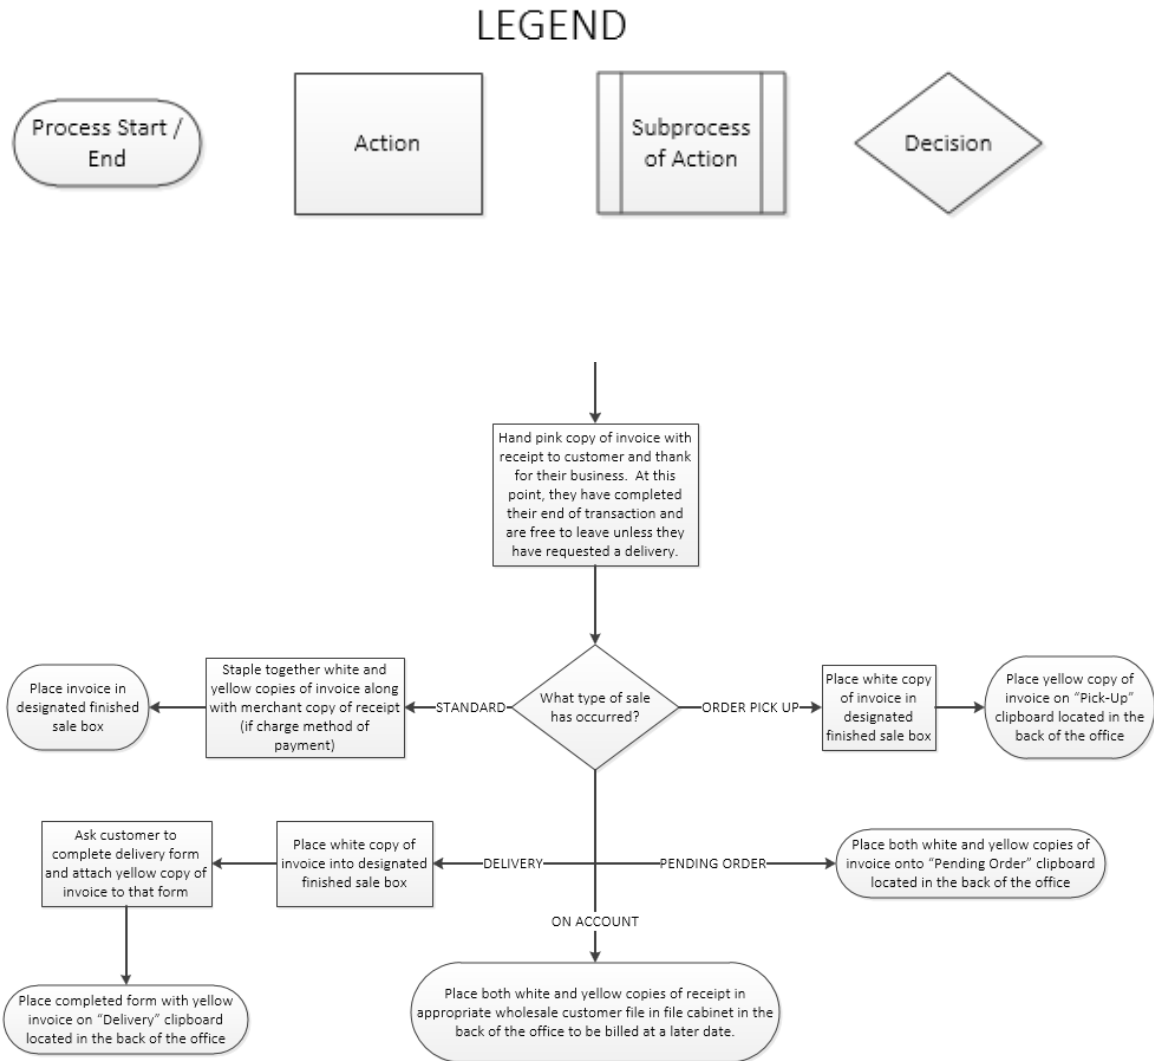 LEGEND
Process Start /
End
Action
Subprocess
of Action
Decision
Hand pink copy of invoice with
receipt to customer and thank
for their business.  At this
point, they have completed
their end of transaction and
are free to leave unless they
have requested a delivery.
Place invoice in
designated finished
sale box
Staple together white and
yellow copies of invoice along
with merchant copy of receipt
(if charge method of
payment)
STANDARD
What type of sale
has occurred?
ORDER PICK UP
Place white copy
of invoice in
designated
finished sale box
Place yellow copy of
invoice on “Pick-Up”
clipboard located in the
back of the office
Ask customer to
complete delivery form
and attach yellow copy of
invoice to that form
Place white copy of
invoice into designated
finished sale box
DELIVERY
PENDING ORDER
Place both white and yellow copies of
invoice onto “Pending Order” clipboard
located in the back of the office
ON ACCOUNT
Place completed form with yellow
invoice on “Delivery” clipboard
located in the back of the office
Place both white and yellow copies of receipt in
appropriate wholesale customer file in file cabinet in the
back of the office to be billed at a later date.